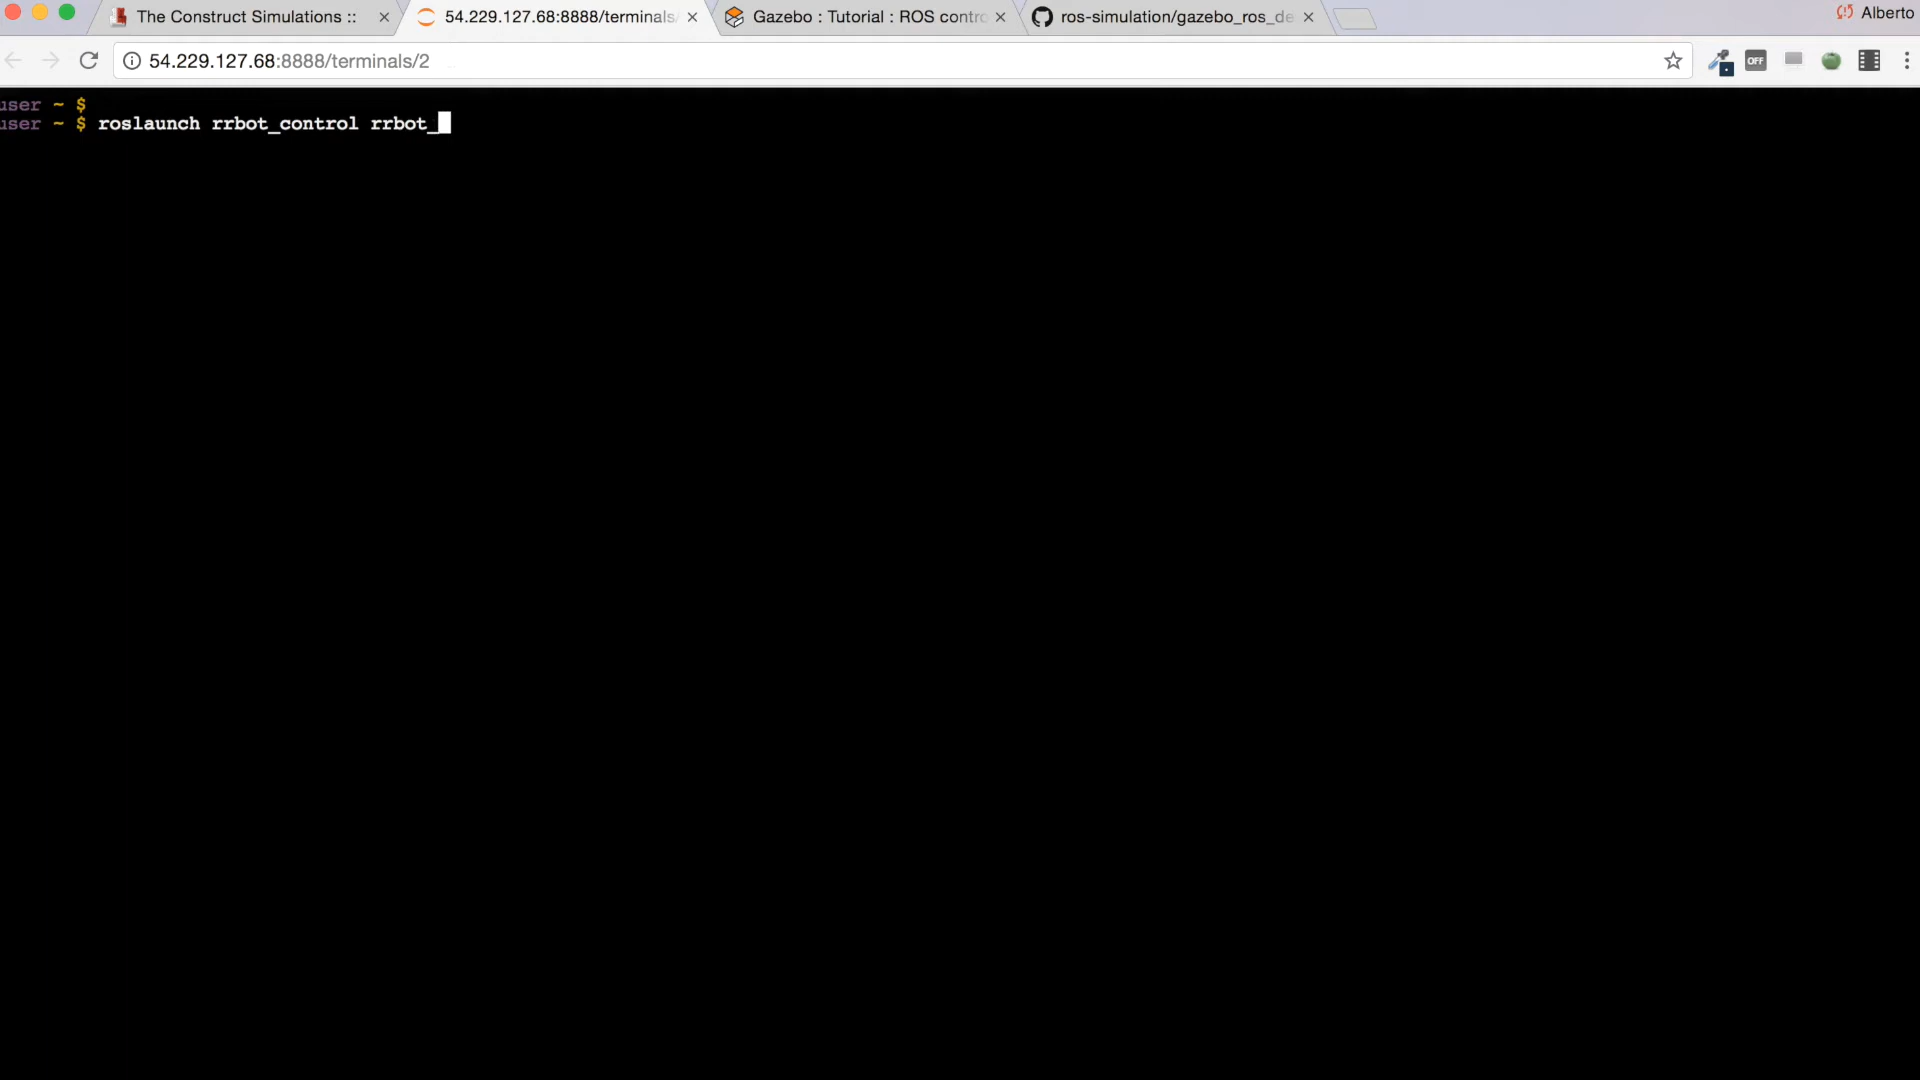 The Construct Simulations ::
54.229.127.68:8888/terminals/
Gazebo : Tutorial : ROS contro
ros-simulation/gazebo_ros_de
Alberto
54.229.127.68:8888/terminals/2
OFF
user ~ $
user ~ $ roslaunch rrbot_control rrbot_